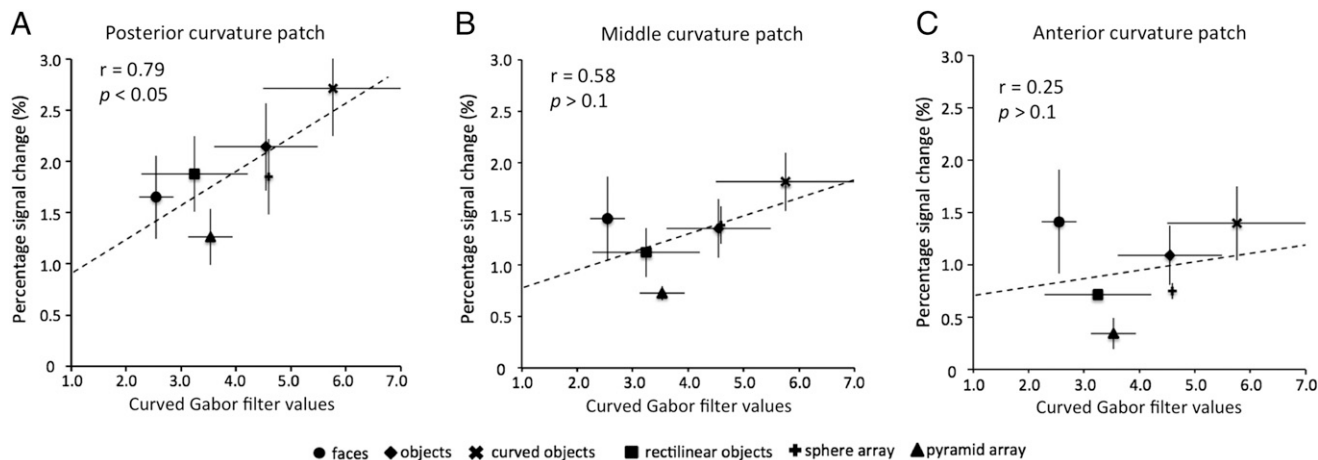 A
Posterior curvature patch
r = 0.79
p < 0.05
Percentage signal change (%)
3.0
2.5
2.0
1.5
1.0
0.5
0
1.0 2.0 3.0 4.0 5.0 6.0 7.0
Curved Gabor filter values
B
Middle curvature patch
r = 0.58
p > 0.1
Percentage signal change (%)
3.0
2.5
2.0
1.5
1.0
0.5
0
1.0 2.0 3.0 4.0 5.0 6.0 7.0
Curved Gabor filter values
C
Anterior curvature patch
r = 0.25
p > 0.1
Percentage signal change (%)
3.0
2.5
2.0
1.5
1.0
0.5
0
1.0 2.0 3.0 4.0 5.0 6.0 7.0
Curved Gabor filter values
faces objects curved objects rectilinear objects sphere array pyramid array